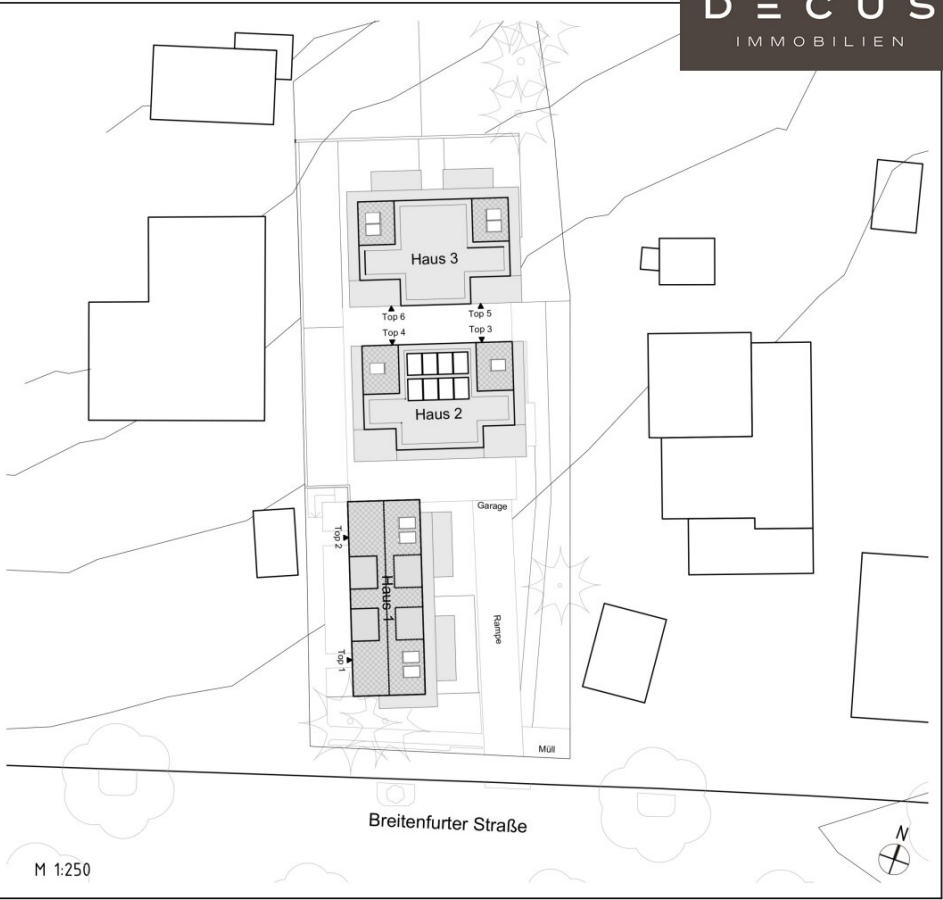 DECUS
IMMOBILIEN
Haus 3
Top 6
Top 5
Top 4
Top 3
Haus 2
Garage
Top 2
Haus 1
Rampe
Top 1
Müll
Breitenfurter Straße
N
M 1:250